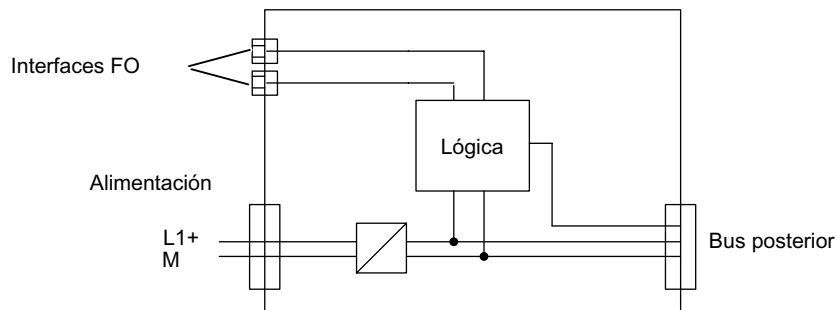 Interfaces FO
Lógica
Alimentación
L1+
M
Bus posterior